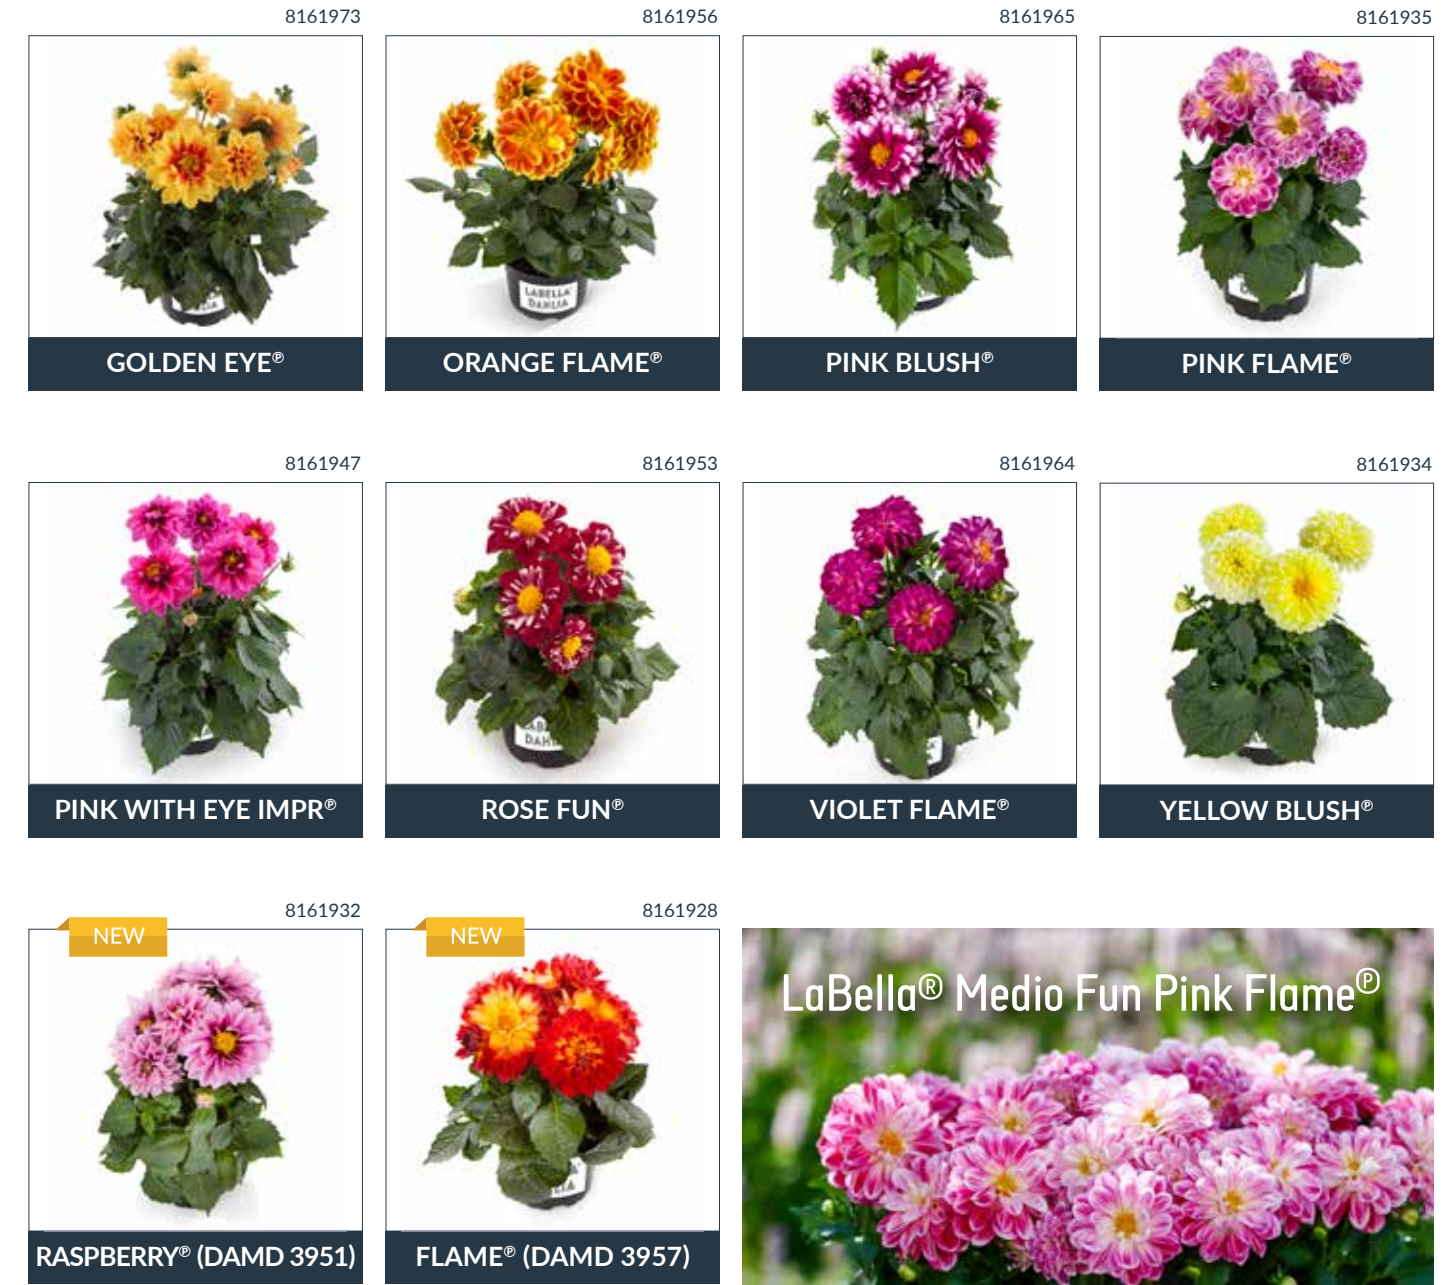 8161973
8161956
8161965
8161935
LABELLA®
DAHLIA
GOLDEN EYE℗
ORANGE FLAME℗
PINK BLUSH℗
PINK FLAME℗
8161947
8161953
8161964
8161934
PINK WITH EYE IMPR℗
ROSE FUN℗
VIOLET FLAME℗
YELLOW BLUSH℗
8161932
8161928
NEW
NEW
LaBella® Medio Fun Pink Flame℗
RASPBERRY℗ (DAMD 3951)
FLAME℗ (DAMD 3957)